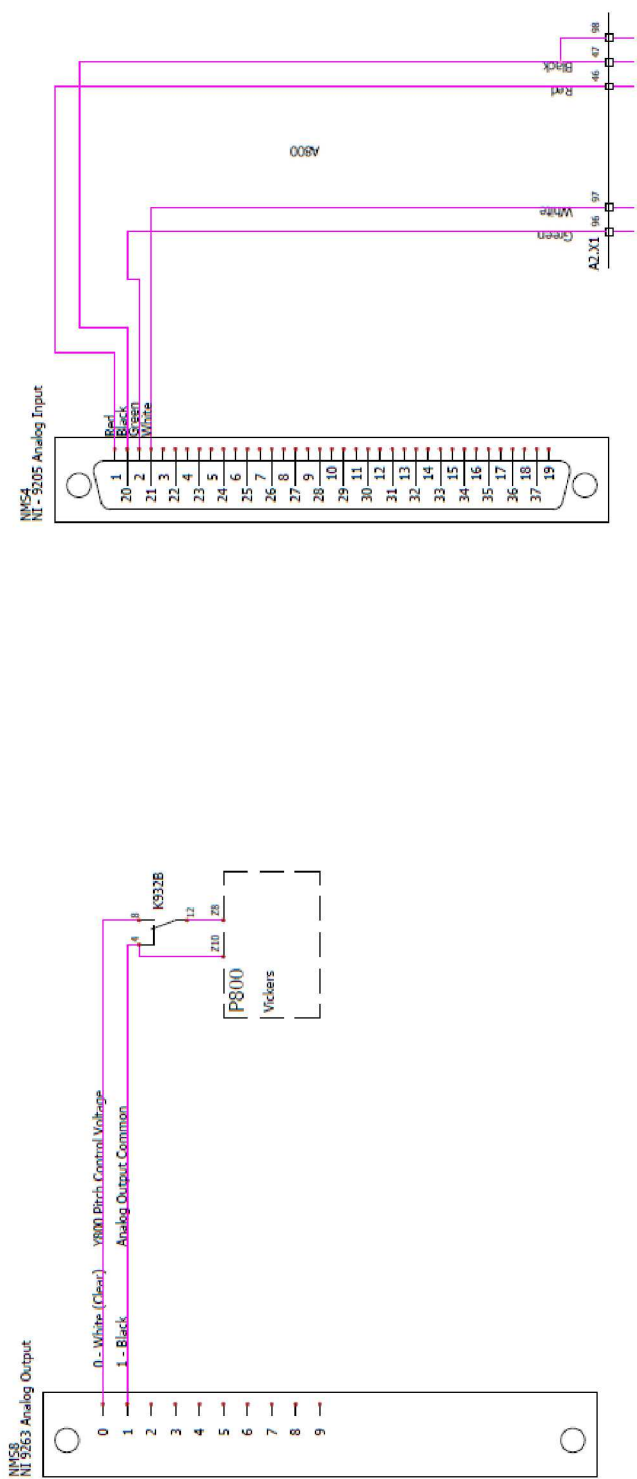 NMS4
NI - 9205 Analog Input
Red
Black
Green
White
1
20
2
21
3
22
4
23
5
24
6
25
7
26
8
27
9
28
10
29
11
30
12
31
13
32
14
33
15
34
16
35
17
36
18
37
19
A800
98
47
Black
46
Red
97
White
96
Green
A2.X1
NMS8
NI 9263 Analog Output
0
1
2
3
4
5
6
7
8
9
0 - White (Clear) Y800 Pitch Control Voltage
1 - Black Analog Output Common
8
4
K932B
12
Z8
Z10
P800
Vickers